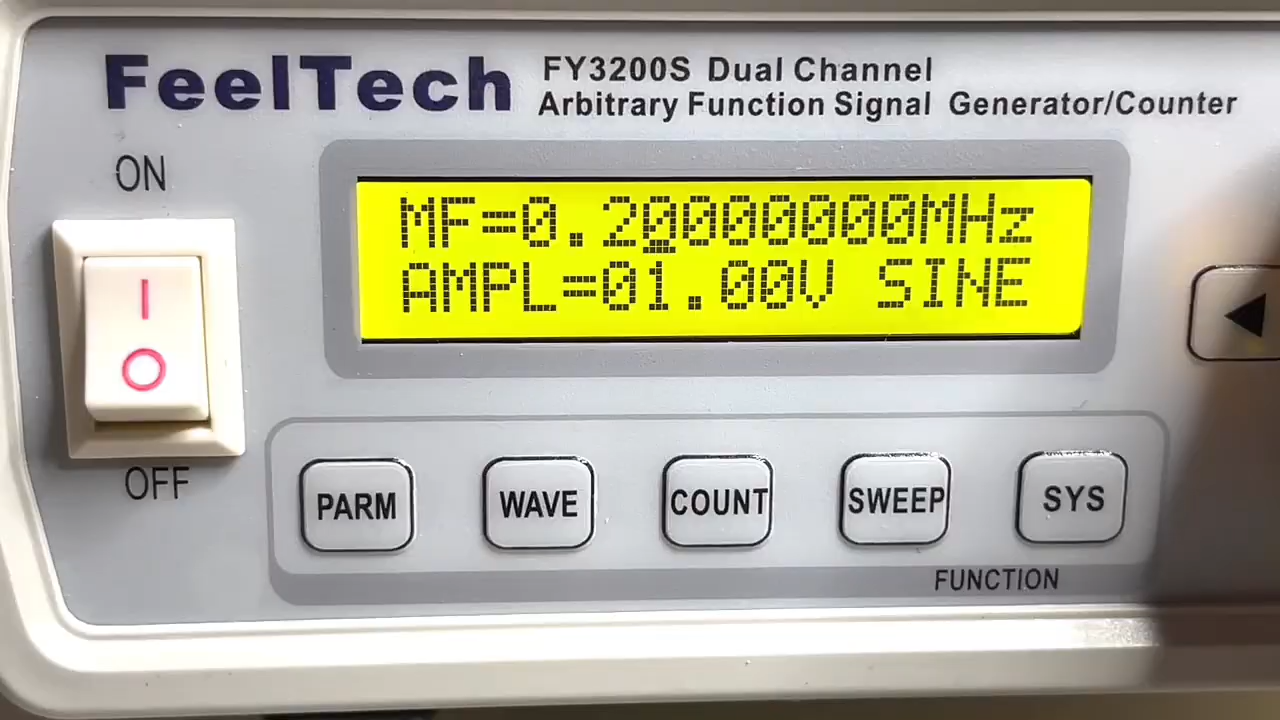 FeelTech
FY3200S Dual Channel
Arbitrary Function Signal Generator/Counter
ON
MF=0.20000000MHz
AMPL=01.00V SINE
OFF
PARM WAVE COUNT SWEEP SYS
FUNCTION